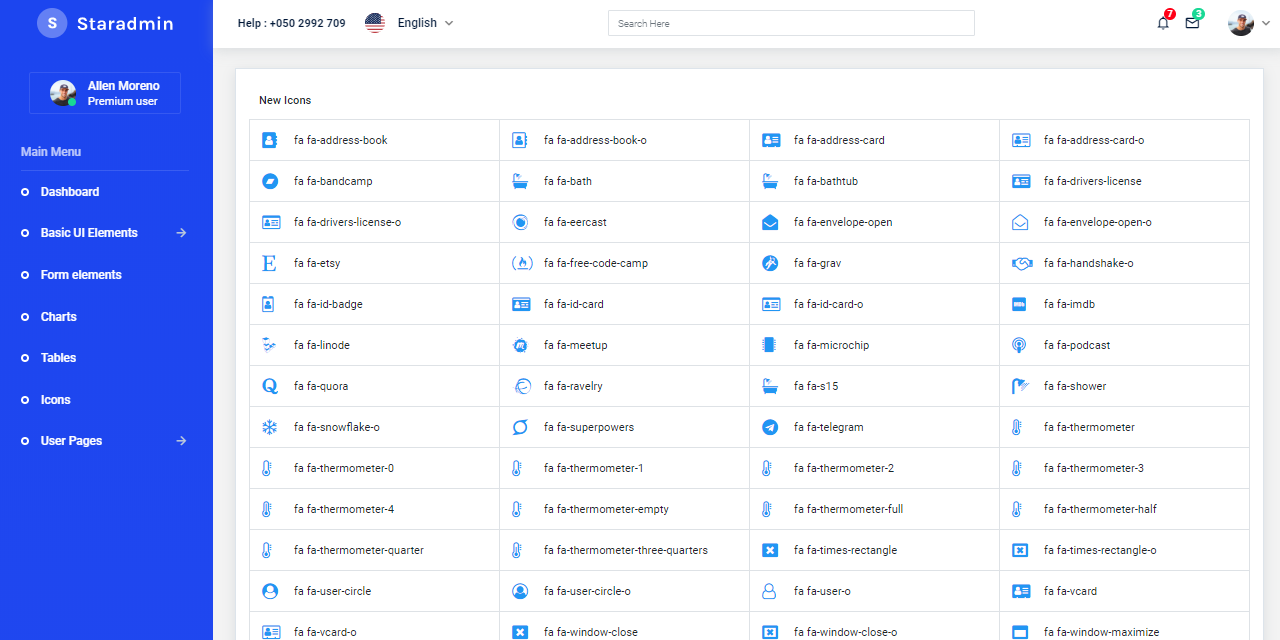 S Staradmin
Help : +050 2992 709
English
Search Here
7
3
Allen Moreno
Premium user
Main Menu
Dashboard
Basic UI Elements
Form elements
Charts
Tables
Icons
User Pages
New Icons
fa fa-address-book fa fa-address-book-o fa fa-address-card fa fa-address-card-o
fa fa-bandcamp fa fa-bath fa fa-bathtub fa fa-drivers-license
fa fa-drivers-license-o fa fa-eercast fa fa-envelope-open fa fa-envelope-open-o
fa fa-etsy fa fa-free-code-camp fa fa-grav fa fa-handshake-o
fa fa-id-badge fa fa-id-card fa fa-id-card-o fa fa-imdb
fa fa-linode fa fa-meetup fa fa-microchip fa fa-podcast
fa fa-quora fa fa-ravelry fa fa-s15 fa fa-shower
fa fa-snowflake-o fa fa-superpowers fa fa-telegram fa fa-thermometer
fa fa-thermometer-0 fa fa-thermometer-1 fa fa-thermometer-2 fa fa-thermometer-3
fa fa-thermometer-4 fa fa-thermometer-empty fa fa-thermometer-full fa fa-thermometer-half
fa fa-thermometer-quarter fa fa-thermometer-three-quarters fa fa-times-rectangle fa fa-times-rectangle-o
fa fa-user-circle fa fa-user-circle-o fa fa-user-o fa fa-vcard
fa fa-vcard-o fa fa-window-close fa fa-window-close-o fa fa-window-maximize